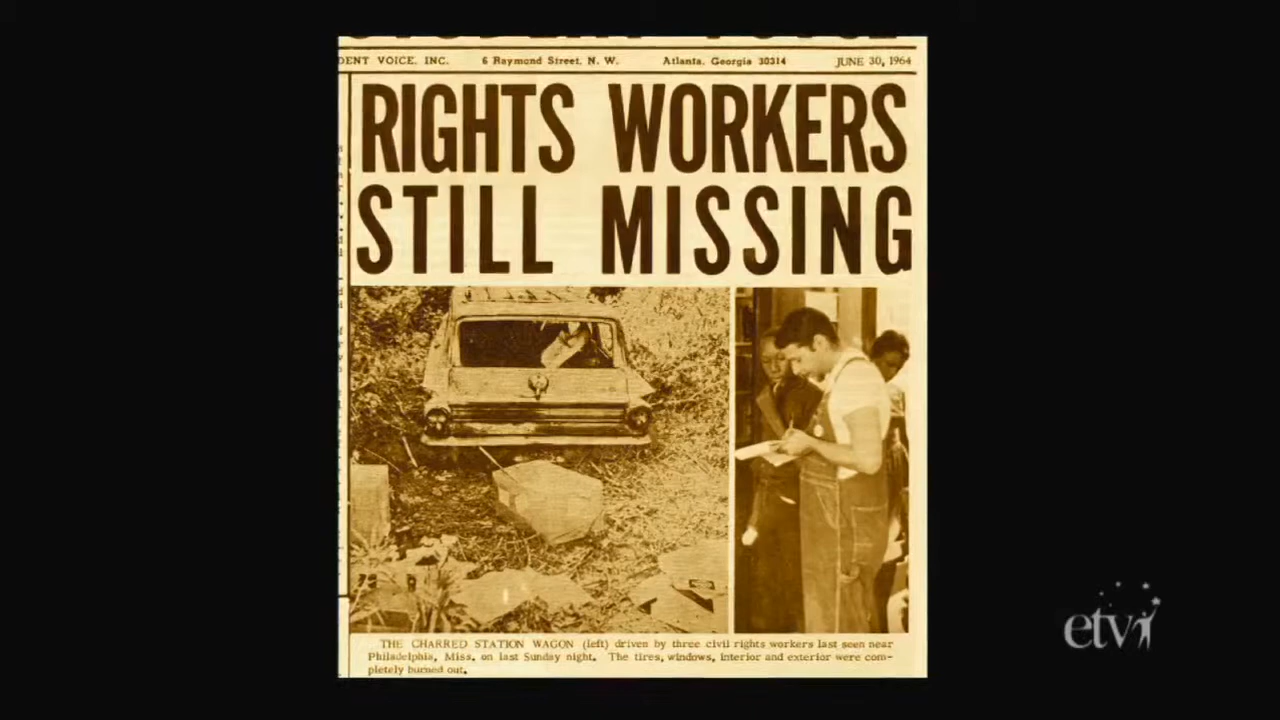 DENT VOICE, INC. 6 Raymond Street, N. W. Atlanta, Georgia 30314 JUNE 30, 1964
RIGHTS WORKERS
STILL MISSING
THE CHARRED STATION WAGON (left) driven by three civil rights workers last seen near
Philadelphia, Miss. on last Sunday night. The tires, windows, interior and exterior were com-
pletely burned out.
etv